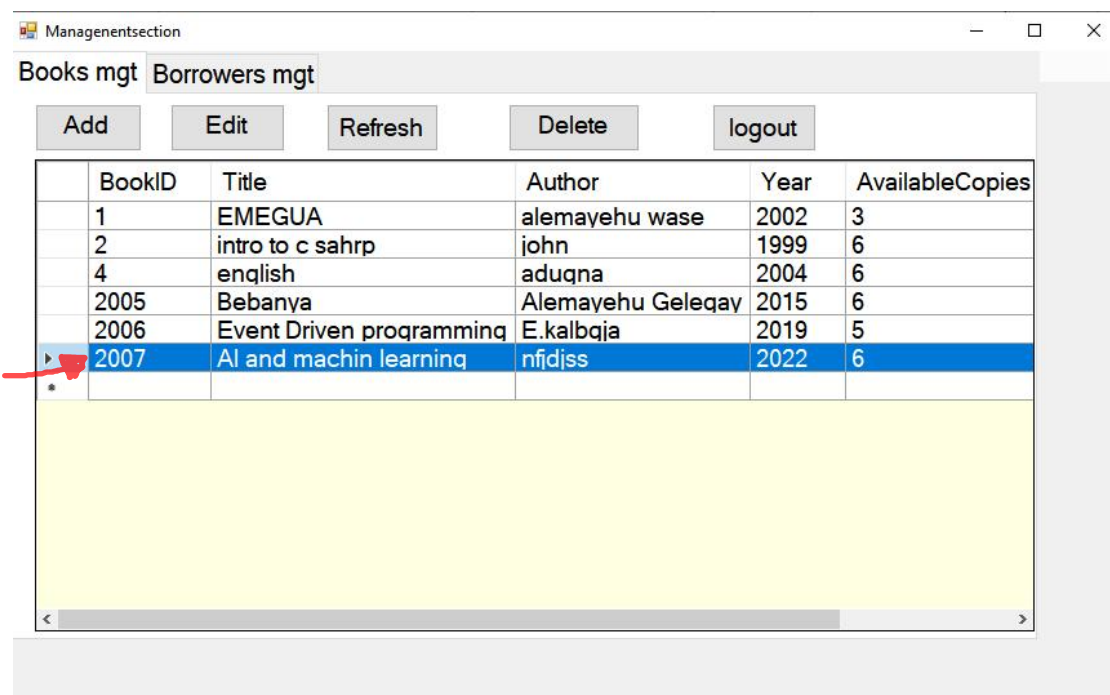 Managenentsection
Books mgt Borrowers mgt
Add Edit Refresh Delete logout
BookID Title Author Year AvailableCopies
1 EMEGUA alemayehu wase 2002 3
2 intro to c sahrp john 1999 6
4 english adugna 2004 6
2005 Bebanya Alemayehu Gelegay 2015 6
2006 Event Driven programming E.kalbgja 2019 5
2007 AI and machin learning nfjdjss 2022 6